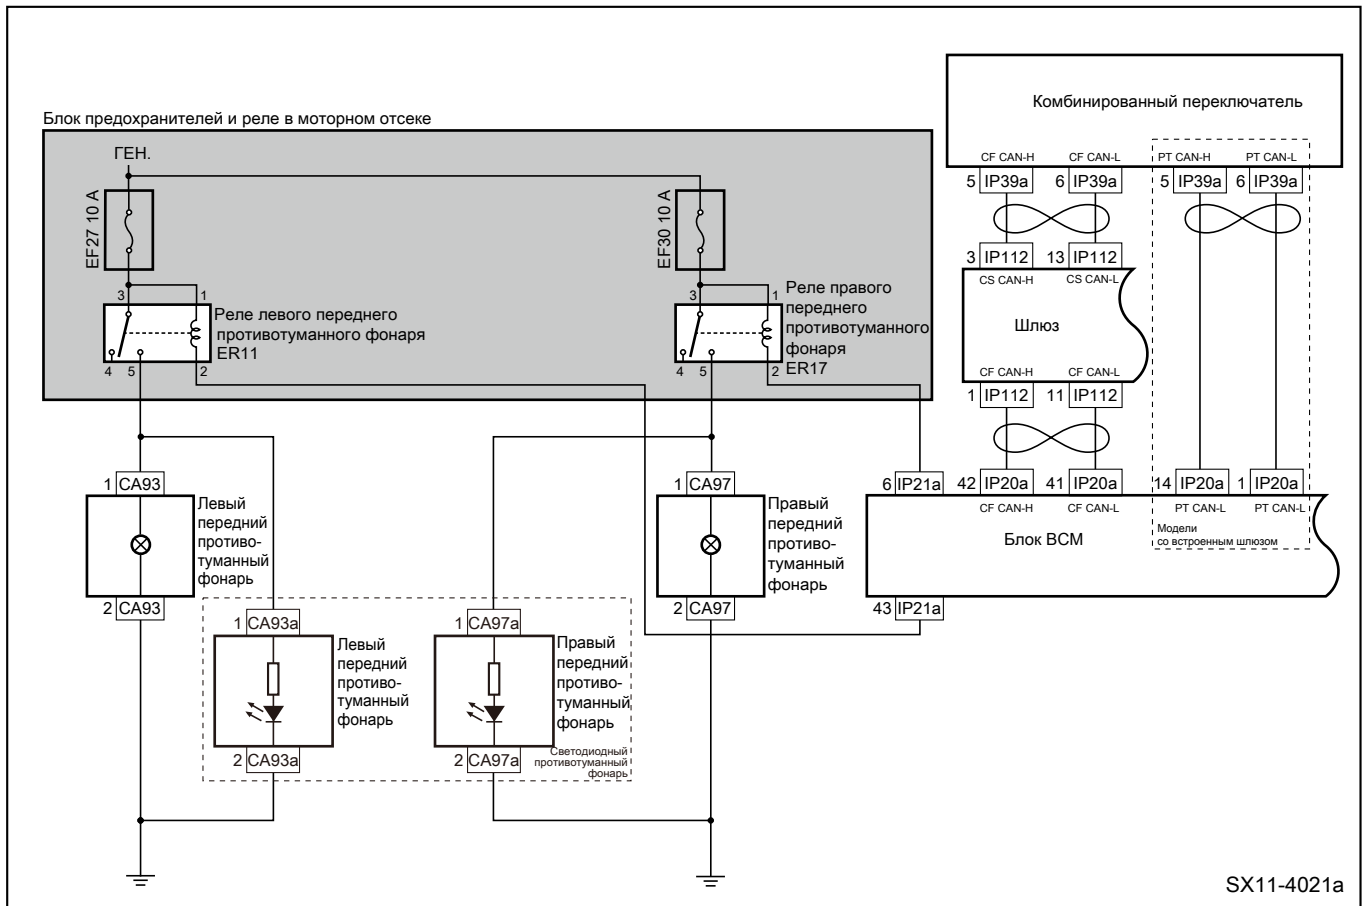 Комбинированный переключатель
CF CAN-H
CF CAN-L
PT CAN-H
PT CAN-L
5 IP39a
6 IP39a
5 IP39a
6 IP39a
Блок предохранителей и реле в моторном отсеке
ГЕН.
EF27 10 A
EF30 10 A
3
1
Реле левого переднего
противотуманного фонаря
ER11
4
5
2
3
1
Реле правого
переднего
противотуманного
фонаря
ER17
4
5
2
3 IP112
13 IP112
CS CAN-H
CS CAN-L
Шлюз
CF CAN-H
CF CAN-L
1 IP112
11 IP112
1 CA93
Левый
передний
противо-
туманный
фонарь
2 CA93
1 CA97
Правый
передний
противо-
туманный
фонарь
2 CA97
6 IP21a
42 IP20a
41 IP20a
14 IP20a
1 IP20a
CF CAN-H
CF CAN-L
PT CAN-L
PT CAN-L
Блок BCM
Модели
со встроенным шлюзом
43 IP21a
1 CA93a
Левый
передний
противо-
туманный
фонарь
2 CA93a
1 CA97a
Правый
передний
противо-
туманный
фонарь
2 CA97a
Светодиодный
противотуманный
фонарь
SX11-4021a